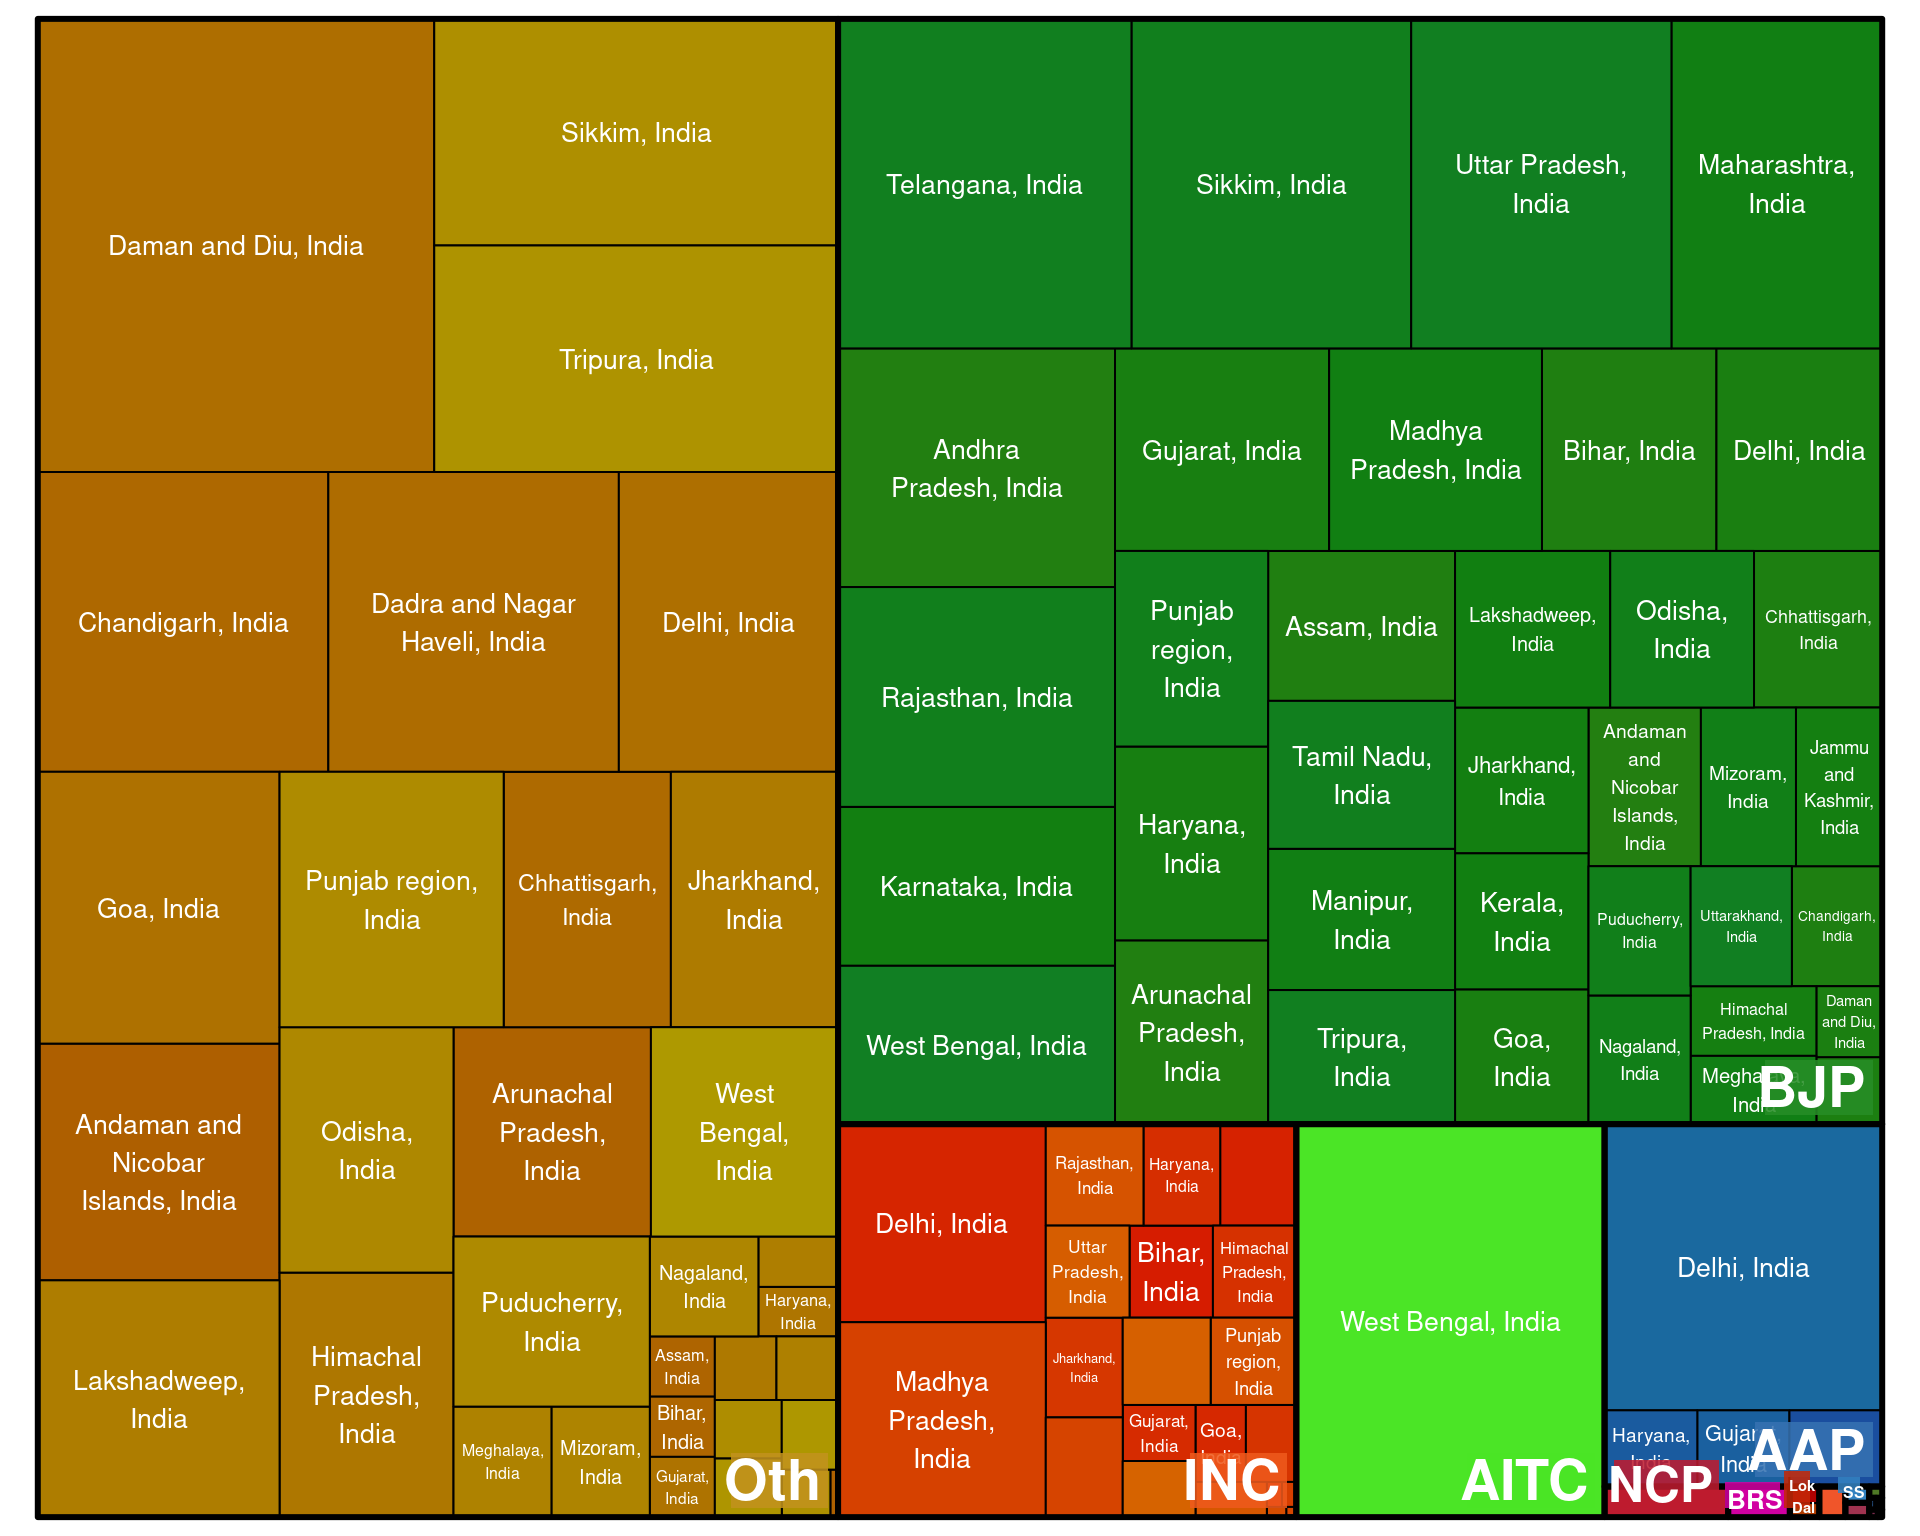 Daman and Diu, India
Sikkim, India
Tripura, India
Chandigarh, India
Dadra and Nagar
Haveli, India
Delhi, India
Goa, India
Punjab region,
India
Chhattisgarh,
India
Jharkhand,
India
Andaman and
Nicobar
Islands, India
Odisha,
India
Arunachal
Pradesh,
India
West
Bengal,
India
Lakshadweep,
India
Himachal
Pradesh,
India
Puducherry,
India
Nagaland,
India
Haryana,
India
Assam,
India
Bihar,
India
Meghalaya,
India
Mizoram,
India
Gujarat,
India
Oth
Telangana, India
Sikkim, India
Uttar Pradesh,
India
Maharashtra,
India
Andhra
Pradesh, India
Gujarat, India
Madhya
Pradesh, India
Bihar, India
Delhi, India
Rajasthan, India
Karnataka, India
West Bengal, India
Punjab
region,
India
Haryana,
India
Arunachal
Pradesh,
India
Assam, India
Tamil Nadu,
India
Manipur,
India
Tripura,
India
Lakshadweep,
India
Odisha,
India
Chhattisgarh,
India
Jharkhand,
India
Andaman
and
Nicobar
Islands,
India
Mizoram,
India
Jammu
and
Kashmir,
India
Kerala,
India
Goa,
India
Puducherry,
India
Uttarakhand,
India
Chandigarh,
India
Nagaland,
India
Himachal
Pradesh, India
Daman
and Diu,
India
Meghalaya,
India
BJP
Delhi, India
Madhya
Pradesh,
India
Rajasthan,
India
Haryana,
India
Uttar
Pradesh,
India
Bihar,
India
Himachal
Pradesh,
India
Jharkhand,
India
Punjab
region,
India
Gujarat,
India
Goa,
India
INC
West Bengal, India
AITC
Delhi, India
Haryana,
India
Gujarat,
India
AAP
NCP
BRS
Lok
Dal
SS